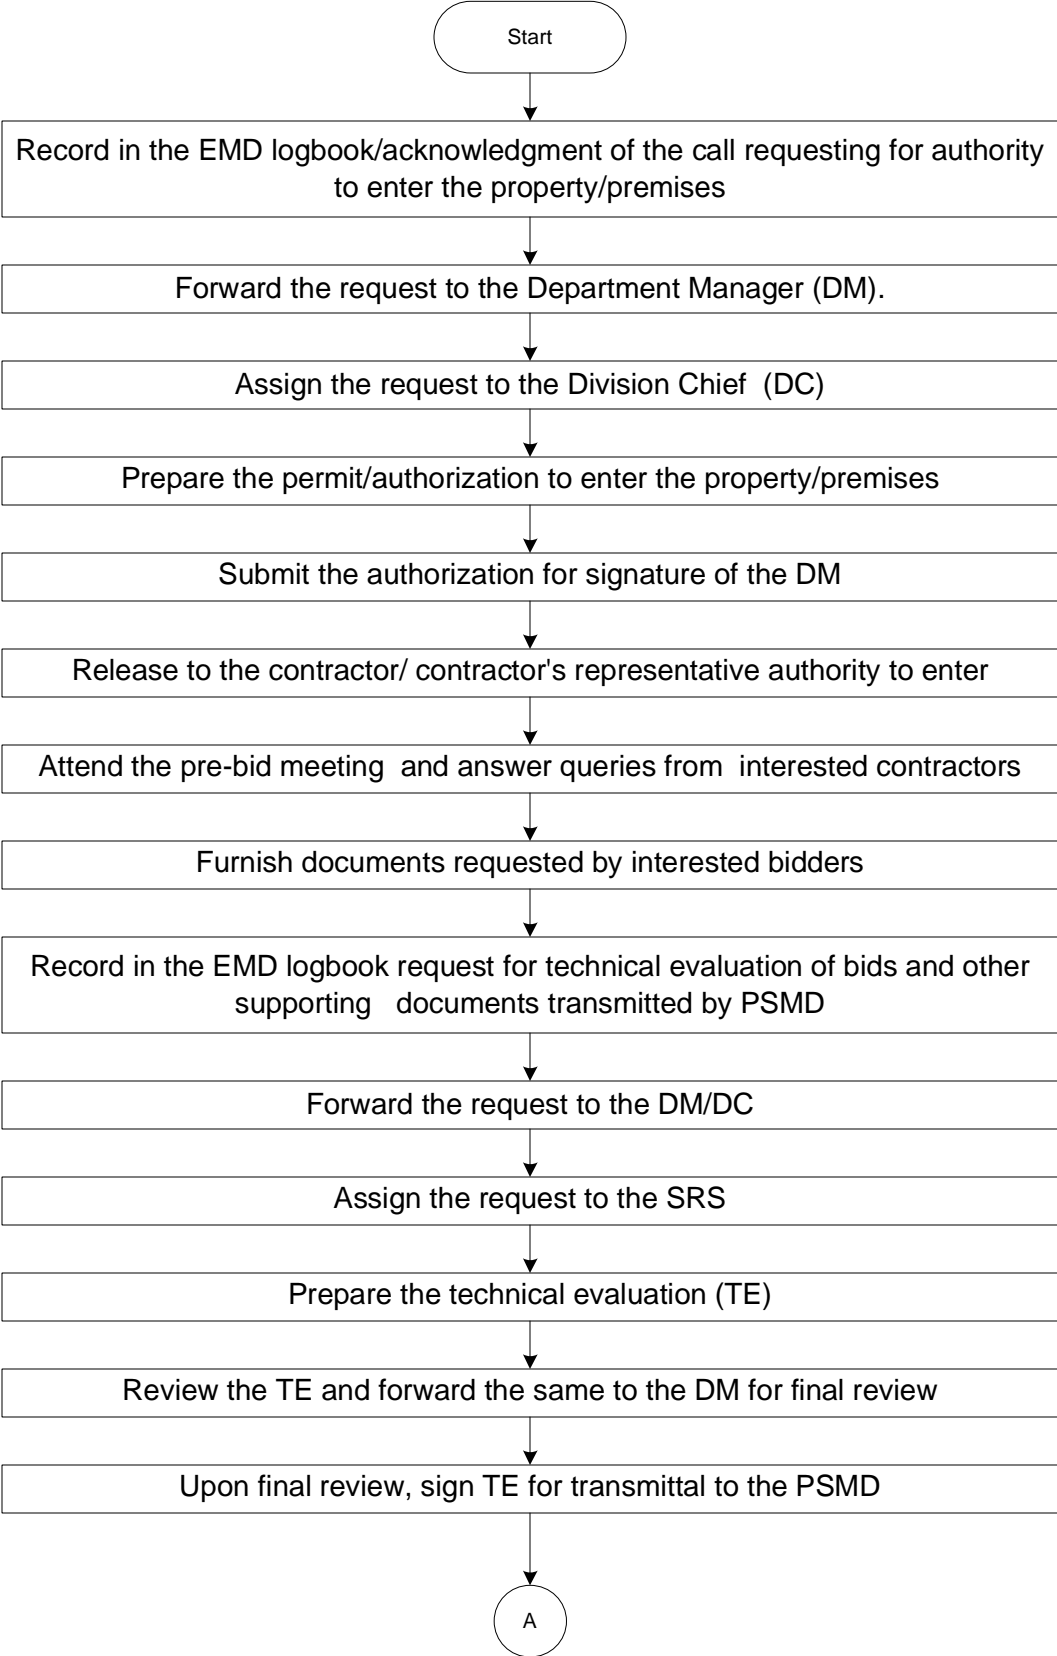 Start
Record in the EMD logbook/acknowledgment of the call requesting for authority
to enter the property/premises
Forward the request to the Department Manager (DM).
Assign the request to the Division Chief  (DC)
Prepare the permit/authorization to enter the property/premises
Submit the authorization for signature of the DM
Release to the contractor/ contractor's representative authority to enter
Attend the pre-bid meeting  and answer queries from  interested contractors
Furnish documents requested by interested bidders
Record in the EMD logbook request for technical evaluation of bids and other
supporting   documents transmitted by PSMD
Forward the request to the DM/DC
Assign the request to the SRS
Prepare the technical evaluation (TE)
Review the TE and forward the same to the DM for final review
Upon final review, sign TE for transmittal to the PSMD
A